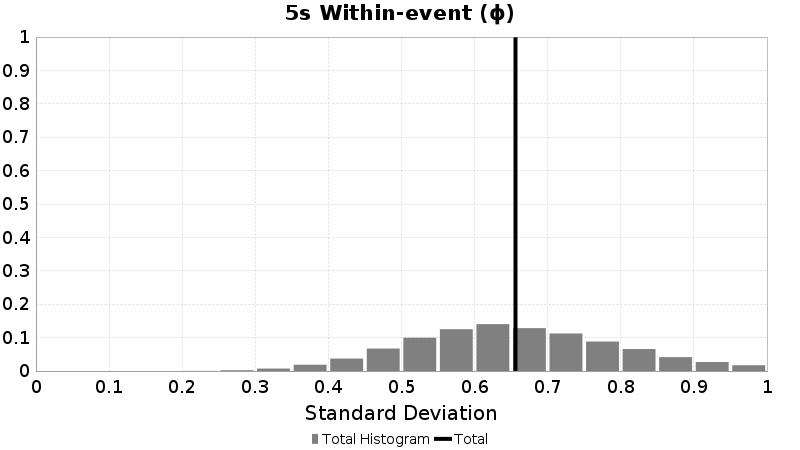 5s Within-event (ϕ)
1
0.9
0.8
0.7
0.6
0.5
0.4
0.3
0.2
0.1
0
0 0.1 0.2 0.3 0.4 0.5 0.6 0.7 0.8 0.9 1
Standard Deviation
Total Histogram Total